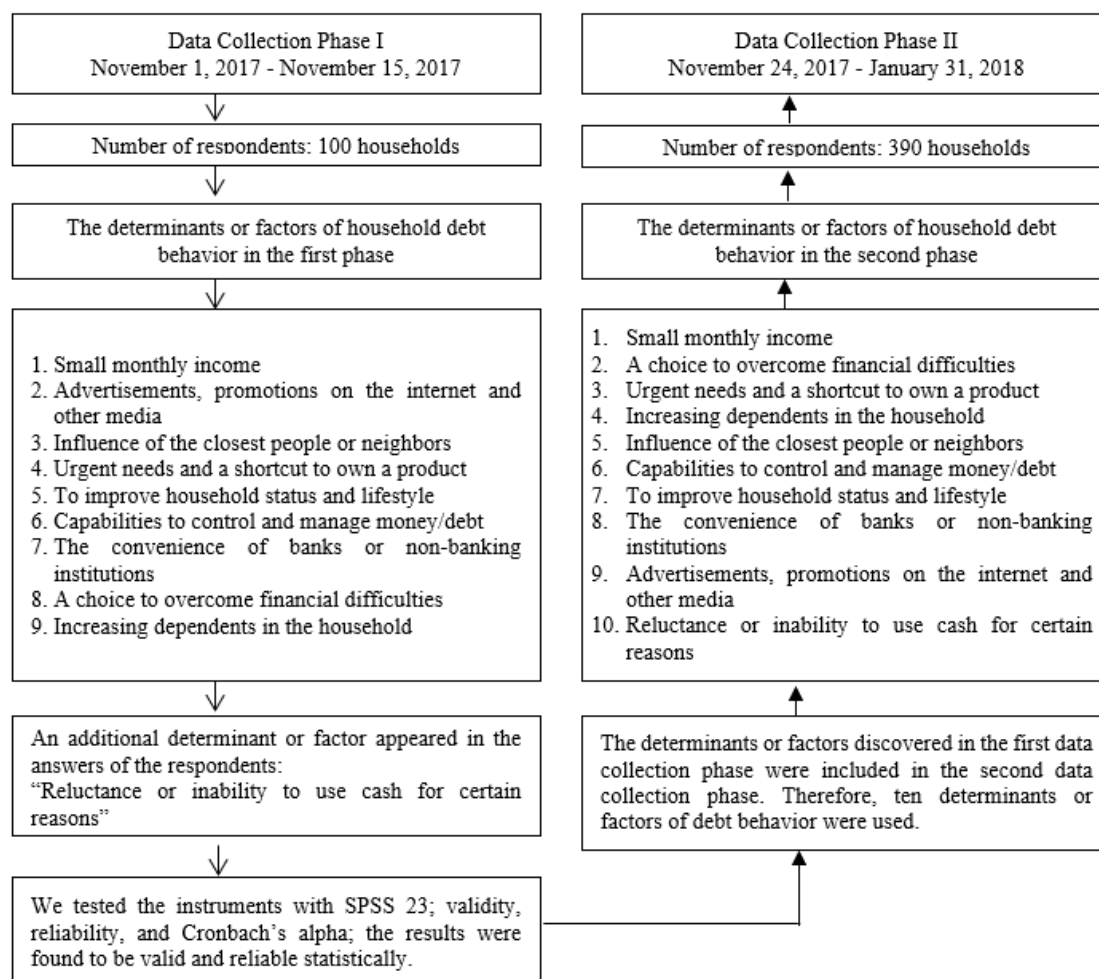 Data Collection Phase I
November 1, 2017 - November 15, 2017
Number of respondents: 100 households
The determinants or factors of household debt
behavior in the first phase
1. Small monthly income
2. Advertisements, promotions on the internet and
other media
3. Influence of the closest people or neighbors
4. Urgent needs and a shortcut to own a product
5. To improve household status and lifestyle
6. Capabilities to control and manage money/debt
7. The convenience of banks or non-banking
institutions
8. A choice to overcome financial difficulties
9. Increasing dependents in the household
An additional determinant or factor appeared in the
answers of the respondents:
“Reluctance or inability to use cash for certain
reasons”
We tested the instruments with SPSS 23; validity,
reliability, and Cronbach’s alpha; the results were
found to be valid and reliable statistically.
Data Collection Phase II
November 24, 2017 - January 31, 2018
Number of respondents: 390 households
The determinants or factors of household debt
behavior in the second phase
1. Small monthly income
2. A choice to overcome financial difficulties
3. Urgent needs and a shortcut to own a product
4. Increasing dependents in the household
5. Influence of the closest people or neighbors
6. Capabilities to control and manage money/debt
7. To improve household status and lifestyle
8. The convenience of banks or non-banking
institutions
9. Advertisements, promotions on the internet and
other media
10. Reluctance or inability to use cash for certain
reasons
The determinants or factors discovered in the first data
collection phase were included in the second data
collection phase. Therefore, ten determinants or
factors of debt behavior were used.